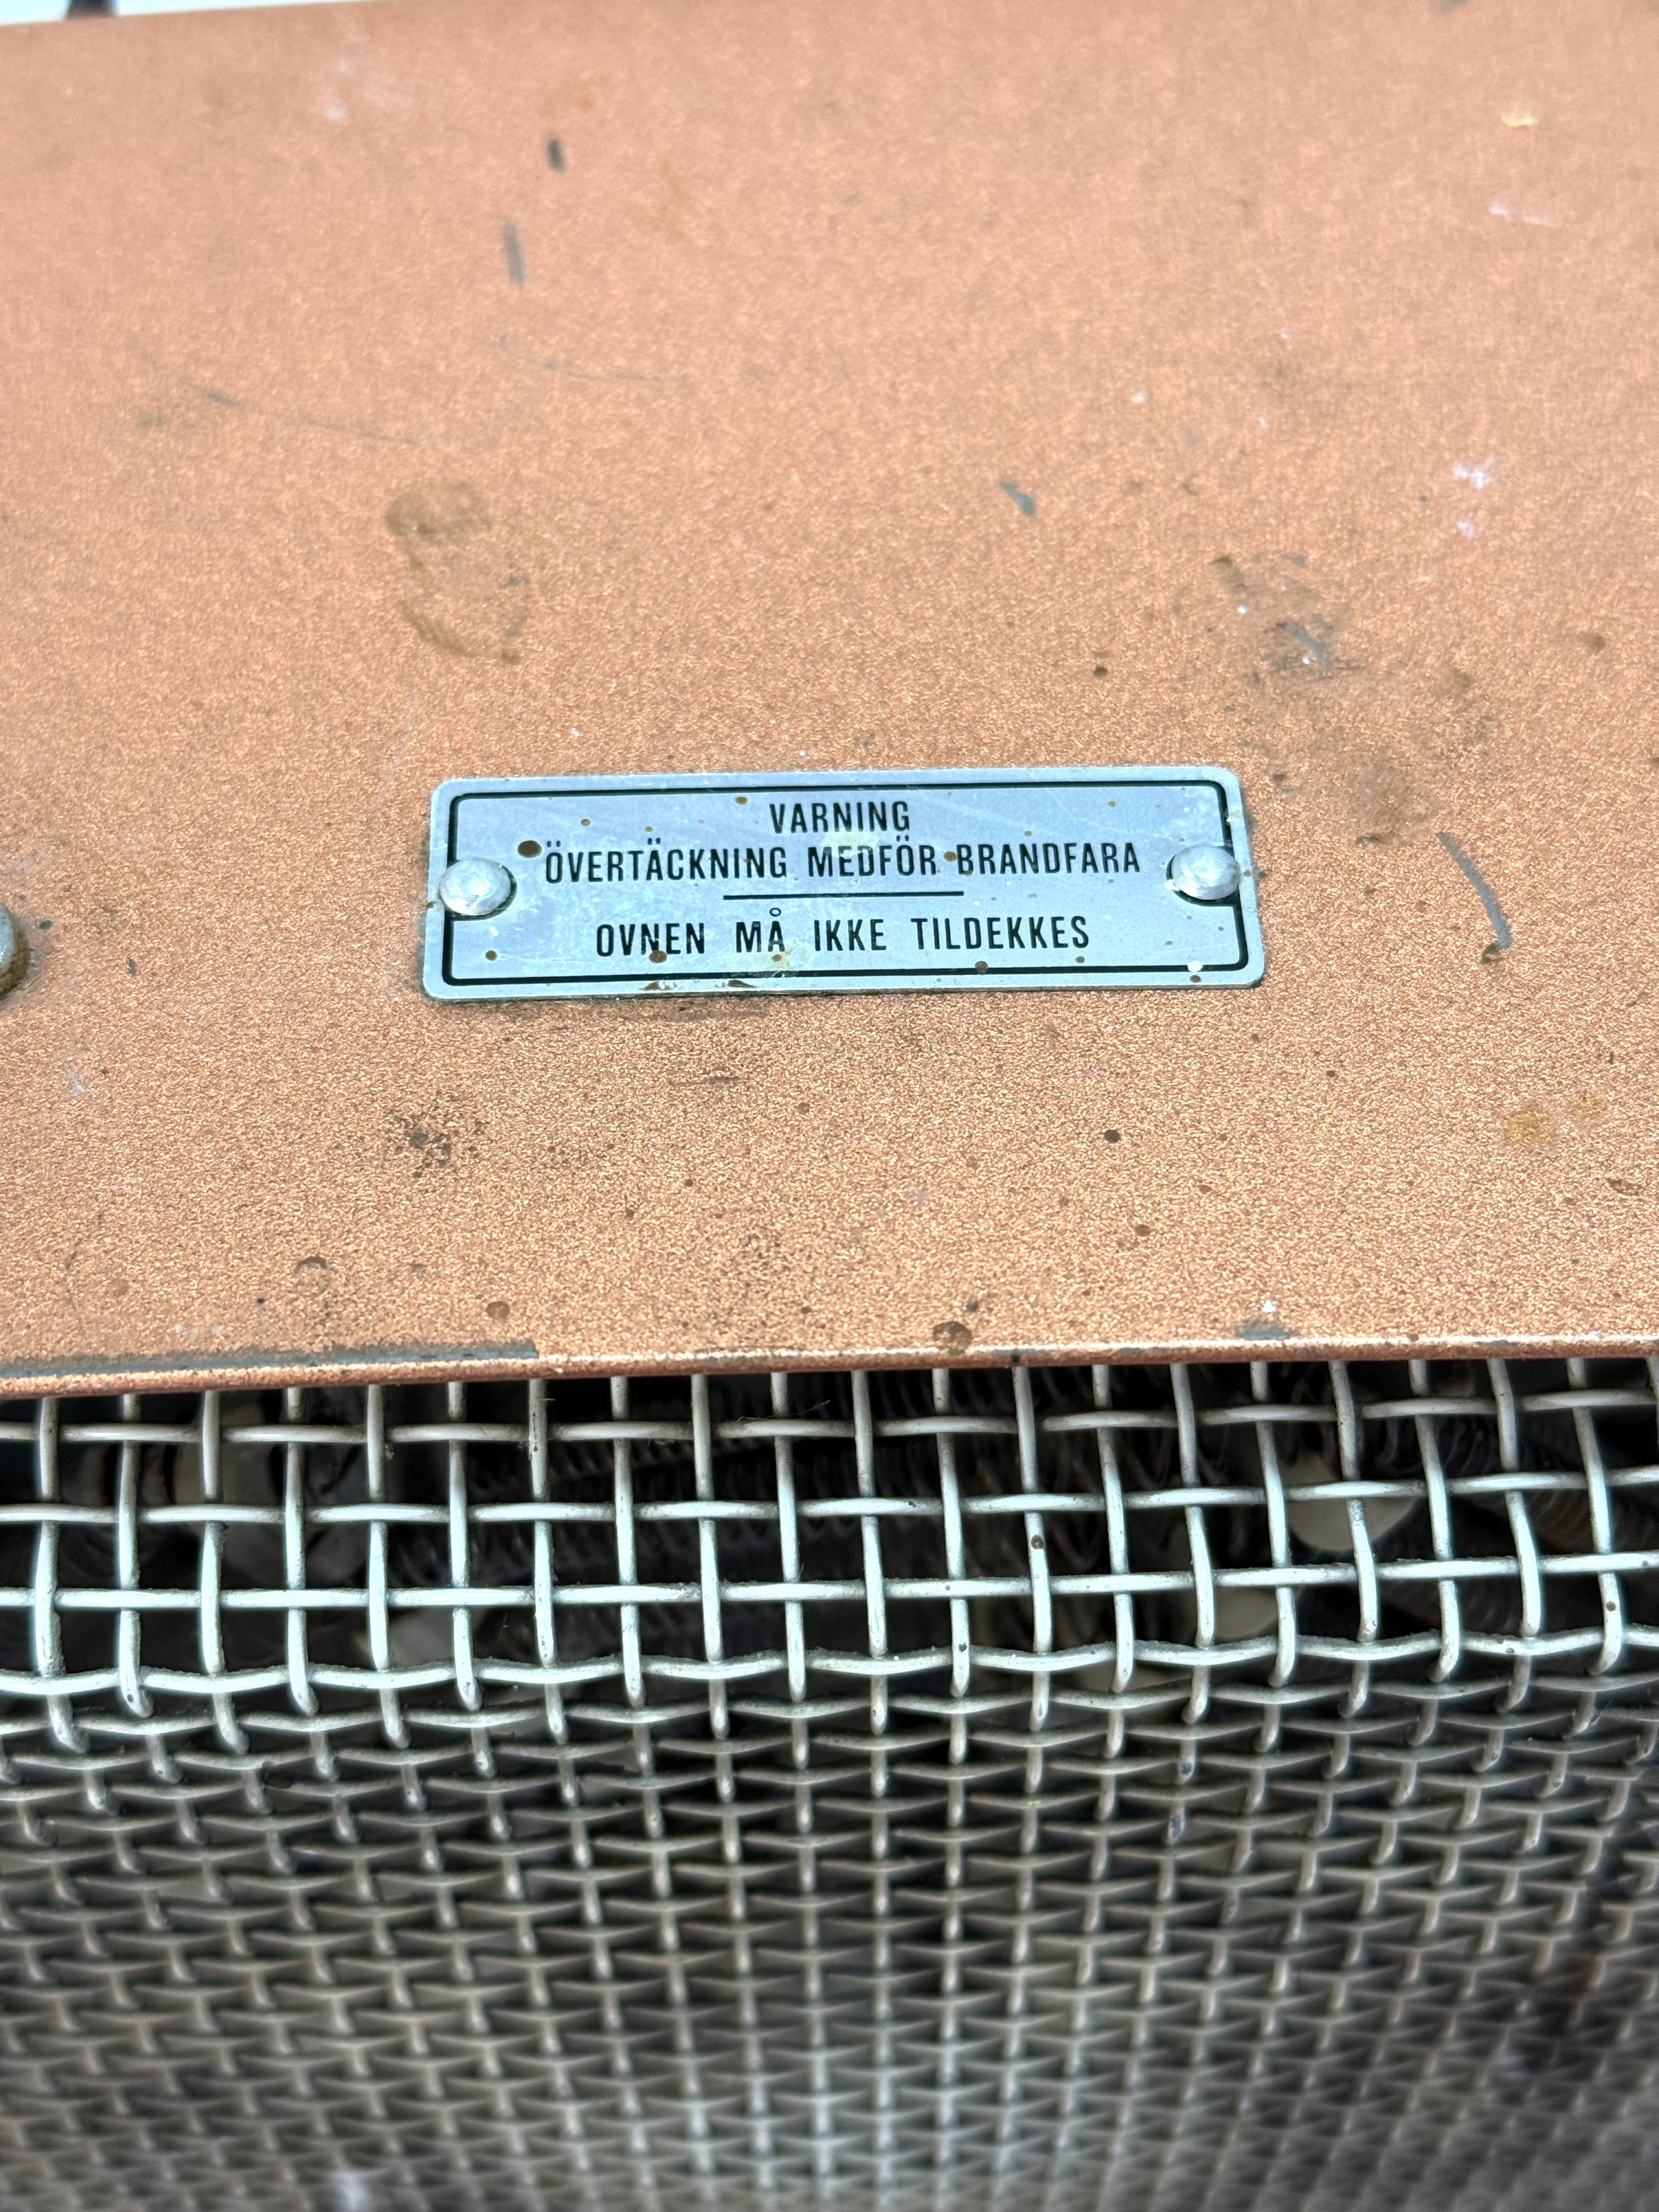 VARNING
ÖVERTÄCKNING MEDFÖR BRANDFARA
OVNEN MÅ IKKE TILDEKKES